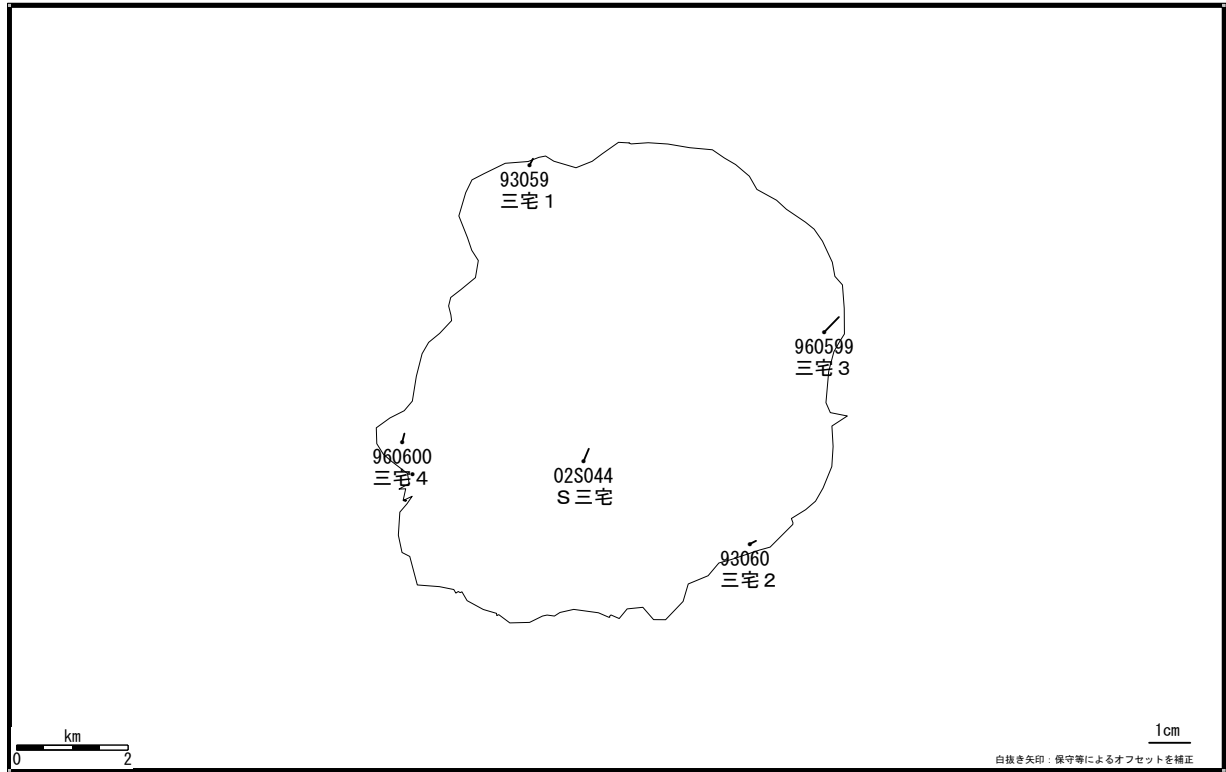 93059
三宅１
960599
三宅３
960600
三宅４
02S044
Ｓ三宅
93060
三宅２
km
0 2
1cm
白抜き矢印：保守等によるオフセットを補正